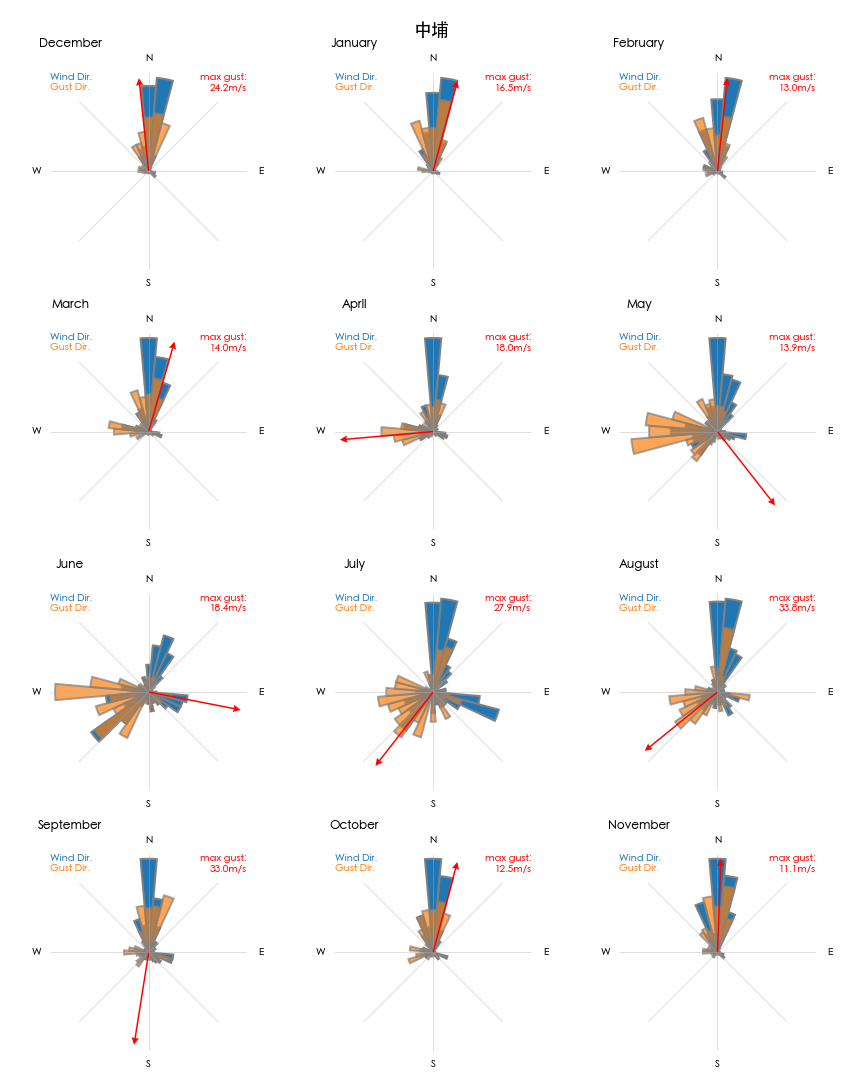 中埔
December
N
Wind Dir.
Gust Dir.
max gust:
24.2m/s
W
E
S
January
N
Wind Dir.
Gust Dir.
max gust:
16.5m/s
W
E
S
February
N
Wind Dir.
Gust Dir.
max gust:
13.0m/s
W
E
S
March
N
Wind Dir.
Gust Dir.
max gust:
14.0m/s
W
E
S
April
N
Wind Dir.
Gust Dir.
max gust:
18.0m/s
W
E
S
May
N
Wind Dir.
Gust Dir.
max gust:
13.9m/s
W
E
S
June
N
Wind Dir.
Gust Dir.
max gust:
18.4m/s
W
E
S
July
N
Wind Dir.
Gust Dir.
max gust:
27.9m/s
W
E
S
August
N
Wind Dir.
Gust Dir.
max gust:
33.8m/s
W
E
S
September
N
Wind Dir.
Gust Dir.
max gust:
33.0m/s
W
E
S
October
N
Wind Dir.
Gust Dir.
max gust:
12.5m/s
W
E
S
November
N
Wind Dir.
Gust Dir.
max gust:
11.1m/s
W
E
S